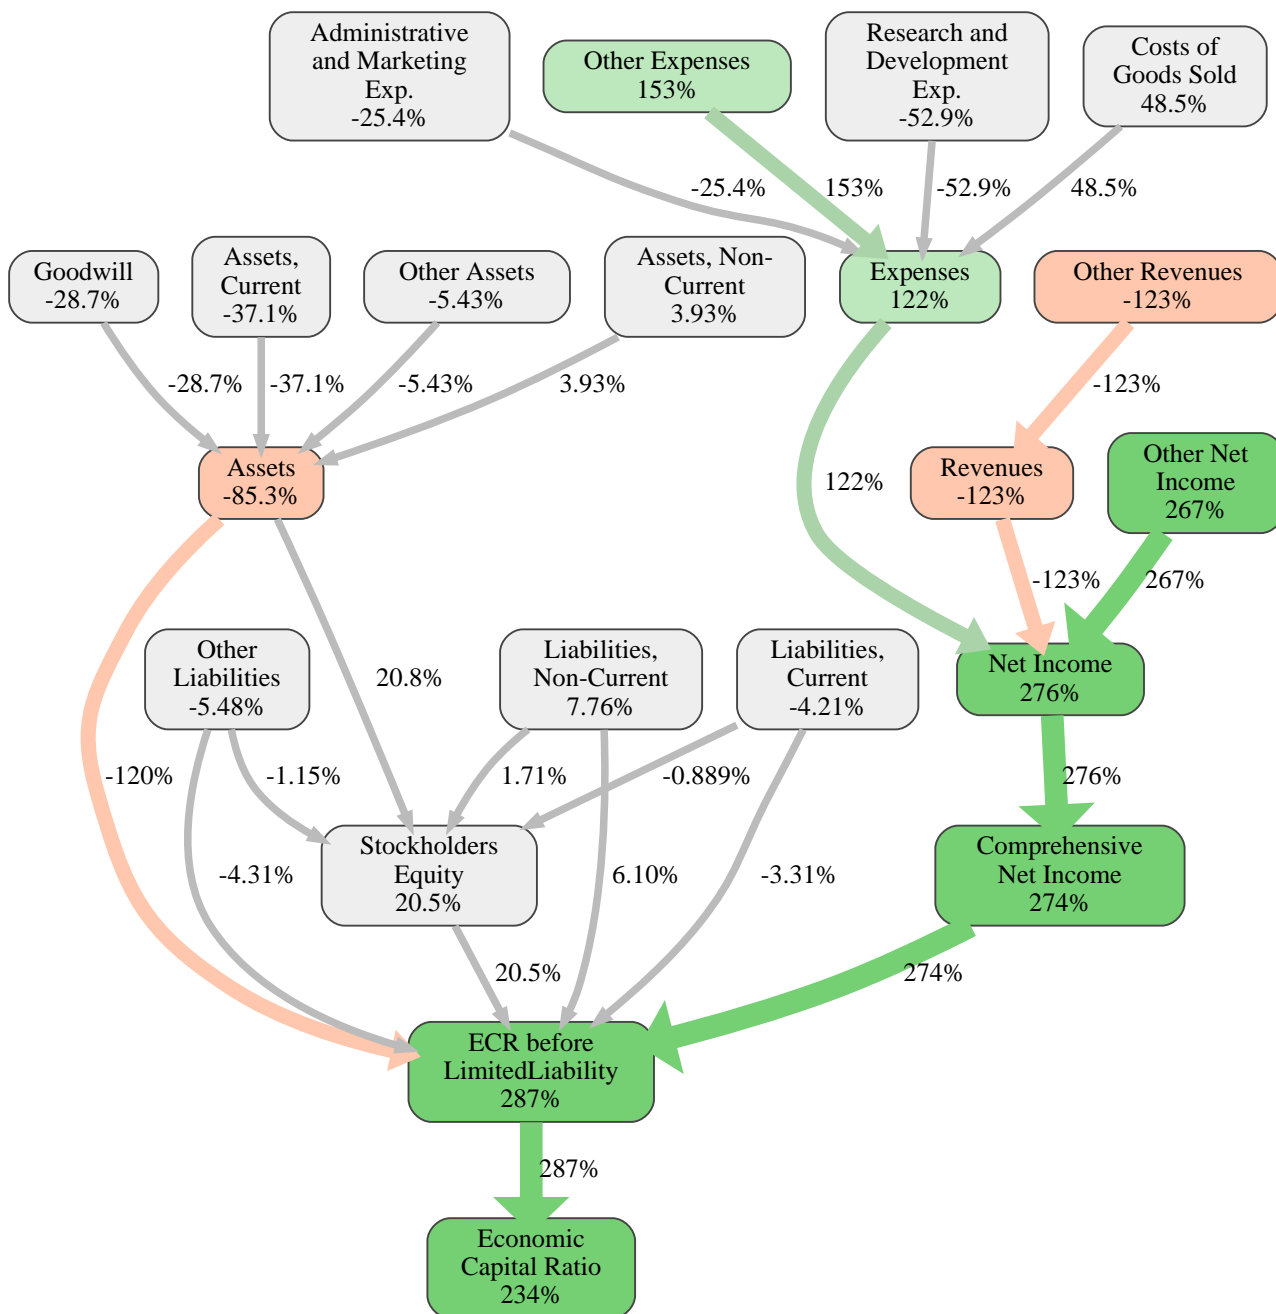 Administrative
and Marketing
Exp.
-25.4%
Other Expenses
153%
Research and
Development
Exp.
-52.9%
Costs of
Goods Sold
48.5%
-25.4%
153%
-52.9%
48.5%
Goodwill
-28.7%
Assets,
Current
-37.1%
Other Assets
-5.43%
Assets, Non-
Current
3.93%
Expenses
122%
Other Revenues
-123%
-28.7%
-37.1%
-5.43%
3.93%
-123%
Assets
-85.3%
122%
Revenues
-123%
Other Net
Income
267%
-123%
267%
Other
Liabilities
-5.48%
20.8%
Liabilities,
Non-Current
7.76%
Liabilities,
Current
-4.21%
Net Income
276%
-120%
-1.15%
1.71%
-0.889%
276%
Stockholders
Equity
20.5%
-4.31%
6.10%
-3.31%
Comprehensive
Net Income
274%
20.5%
274%
ECR before
LimitedLiability
287%
287%
Economic
Capital Ratio
234%